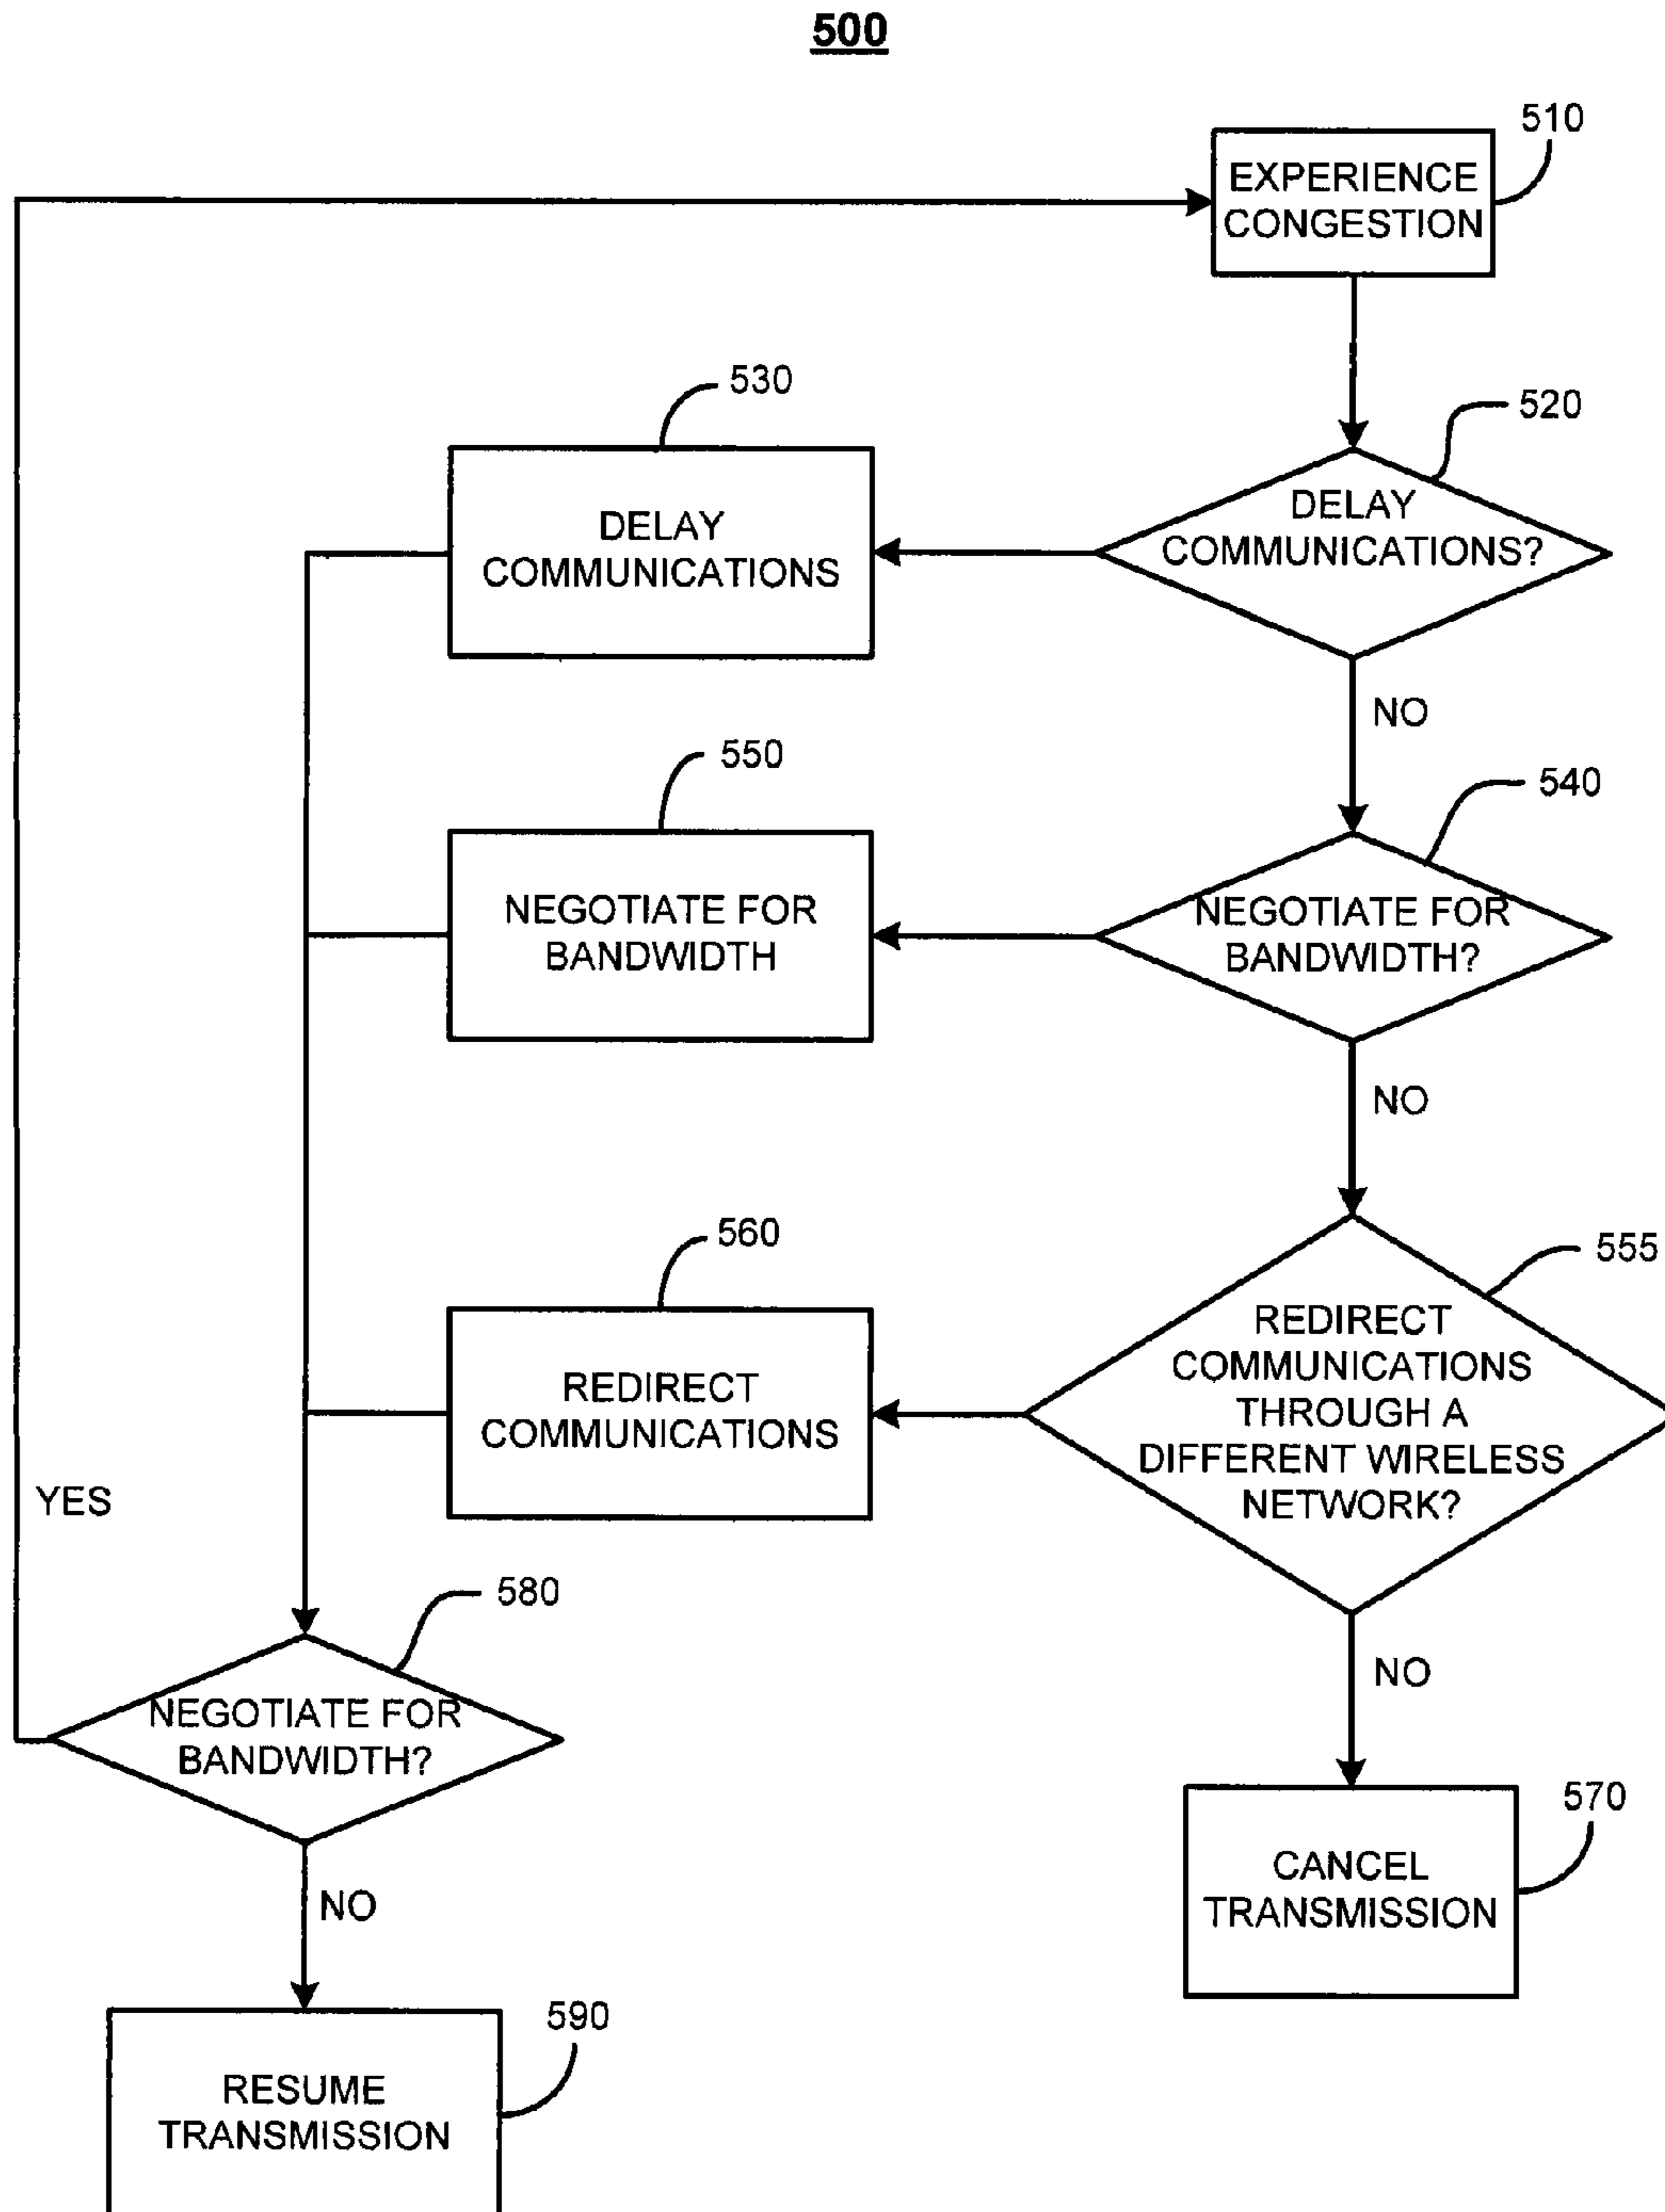 500
510
EXPERIENCE
CONGESTION
530
520
DELAY
COMMUNICATIONS
DELAY
COMMUNICATIONS?
NO
550
540
NEGOTIATE FOR
BANDWIDTH
NEGOTIATE FOR
BANDWIDTH?
NO
560
555
REDIRECT
COMMUNICATIONS
REDIRECT
COMMUNICATIONS
THROUGH A
DIFFERENT WIRELESS
NETWORK?
YES
580
NO
NEGOTIATE FOR
BANDWIDTH?
570
CANCEL
TRANSMISSION
NO
590
RESUME
TRANSMISSION